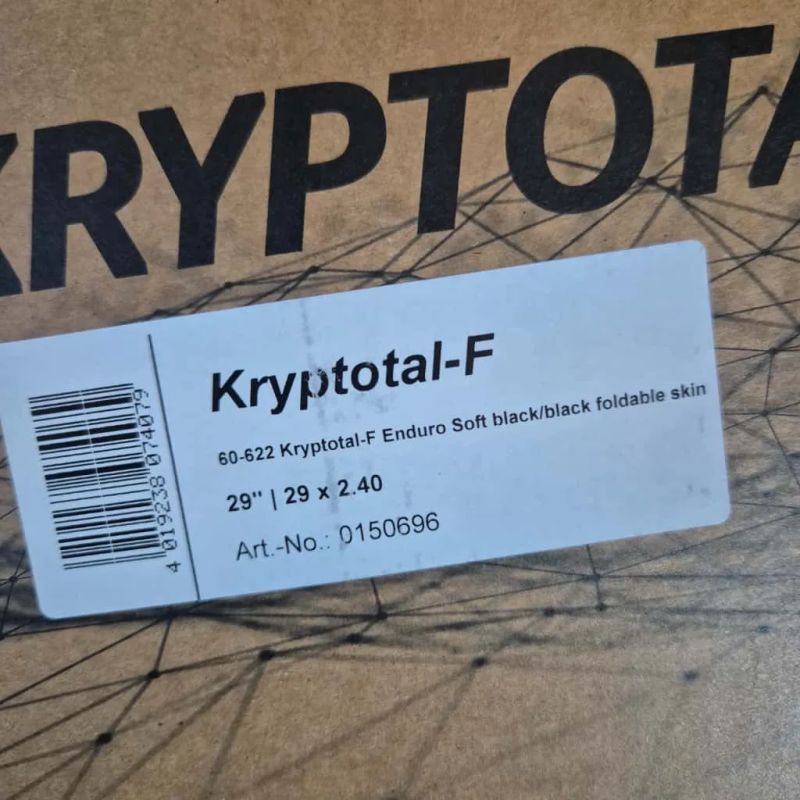 KRYPTOTA
Kryptotal-F
60-622 Kryptotal-F Enduro Soft black/black foldable skin
29" | 29 x 2.40
Art.-No.: 0150696
4 019238 074079